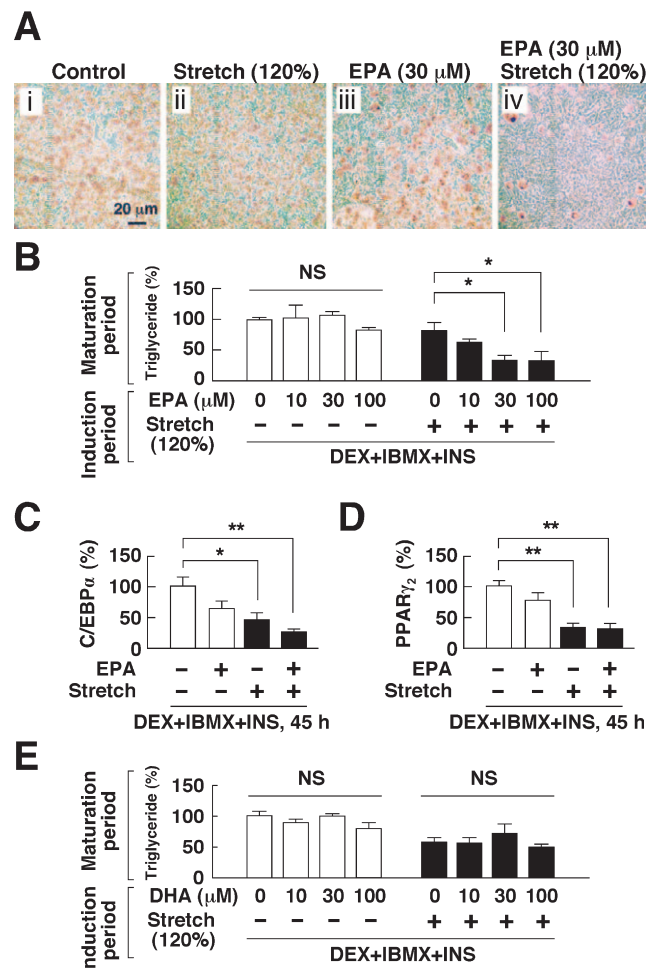 A
Control
Stretch (120%)
EPA (30 μM)
EPA (30 μM)
Stretch (120%)
i
ii
iii
iv
20 μm
B
Maturation
period
Triglyceride (%)
150
100
50
0
NS
*
*
Induction
period
EPA (μM)
0 10 30 100
0 10 30 100
Stretch
(120%)
− − − −
+ + + +
DEX+IBMX+INS
C
C/EBPα (%)
150
100
50
0
**
*
EPA − + − +
Stretch − − + +
DEX+IBMX+INS, 45 h
D
PPARγ2 (%)
150
100
50
0
**
**
EPA − + − +
Stretch − − + +
DEX+IBMX+INS, 45 h
E
Maturation
period
Triglyceride (%)
150
100
50
0
NS
NS
nduction
period
DHA (μM)
0 10 30 100
0 10 30 100
Stretch
(120%)
− − − −
+ + + +
DEX+IBMX+INS